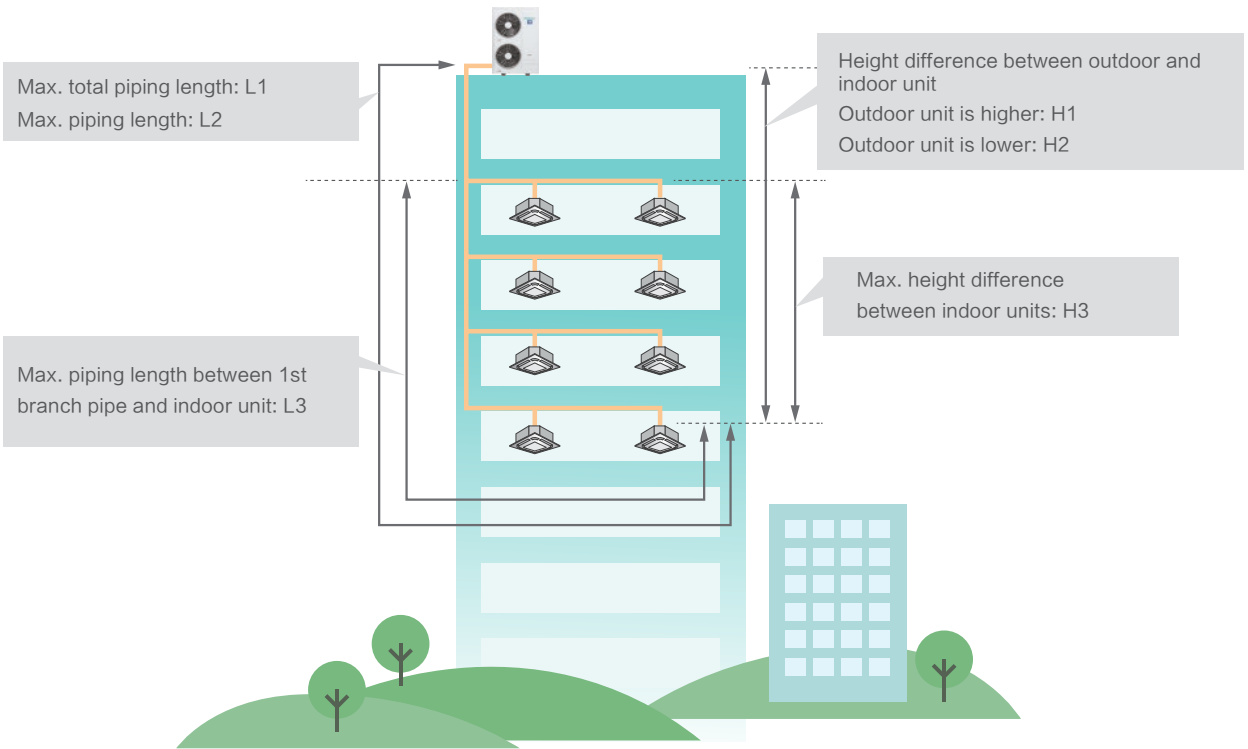 Max. total piping length: L1
Max. piping length: L2
Height difference between outdoor and
indoor unit
Outdoor unit is higher: H1
Outdoor unit is lower: H2
Max. height difference
between indoor units: H3
Max. piping length between 1st
branch pipe and indoor unit: L3